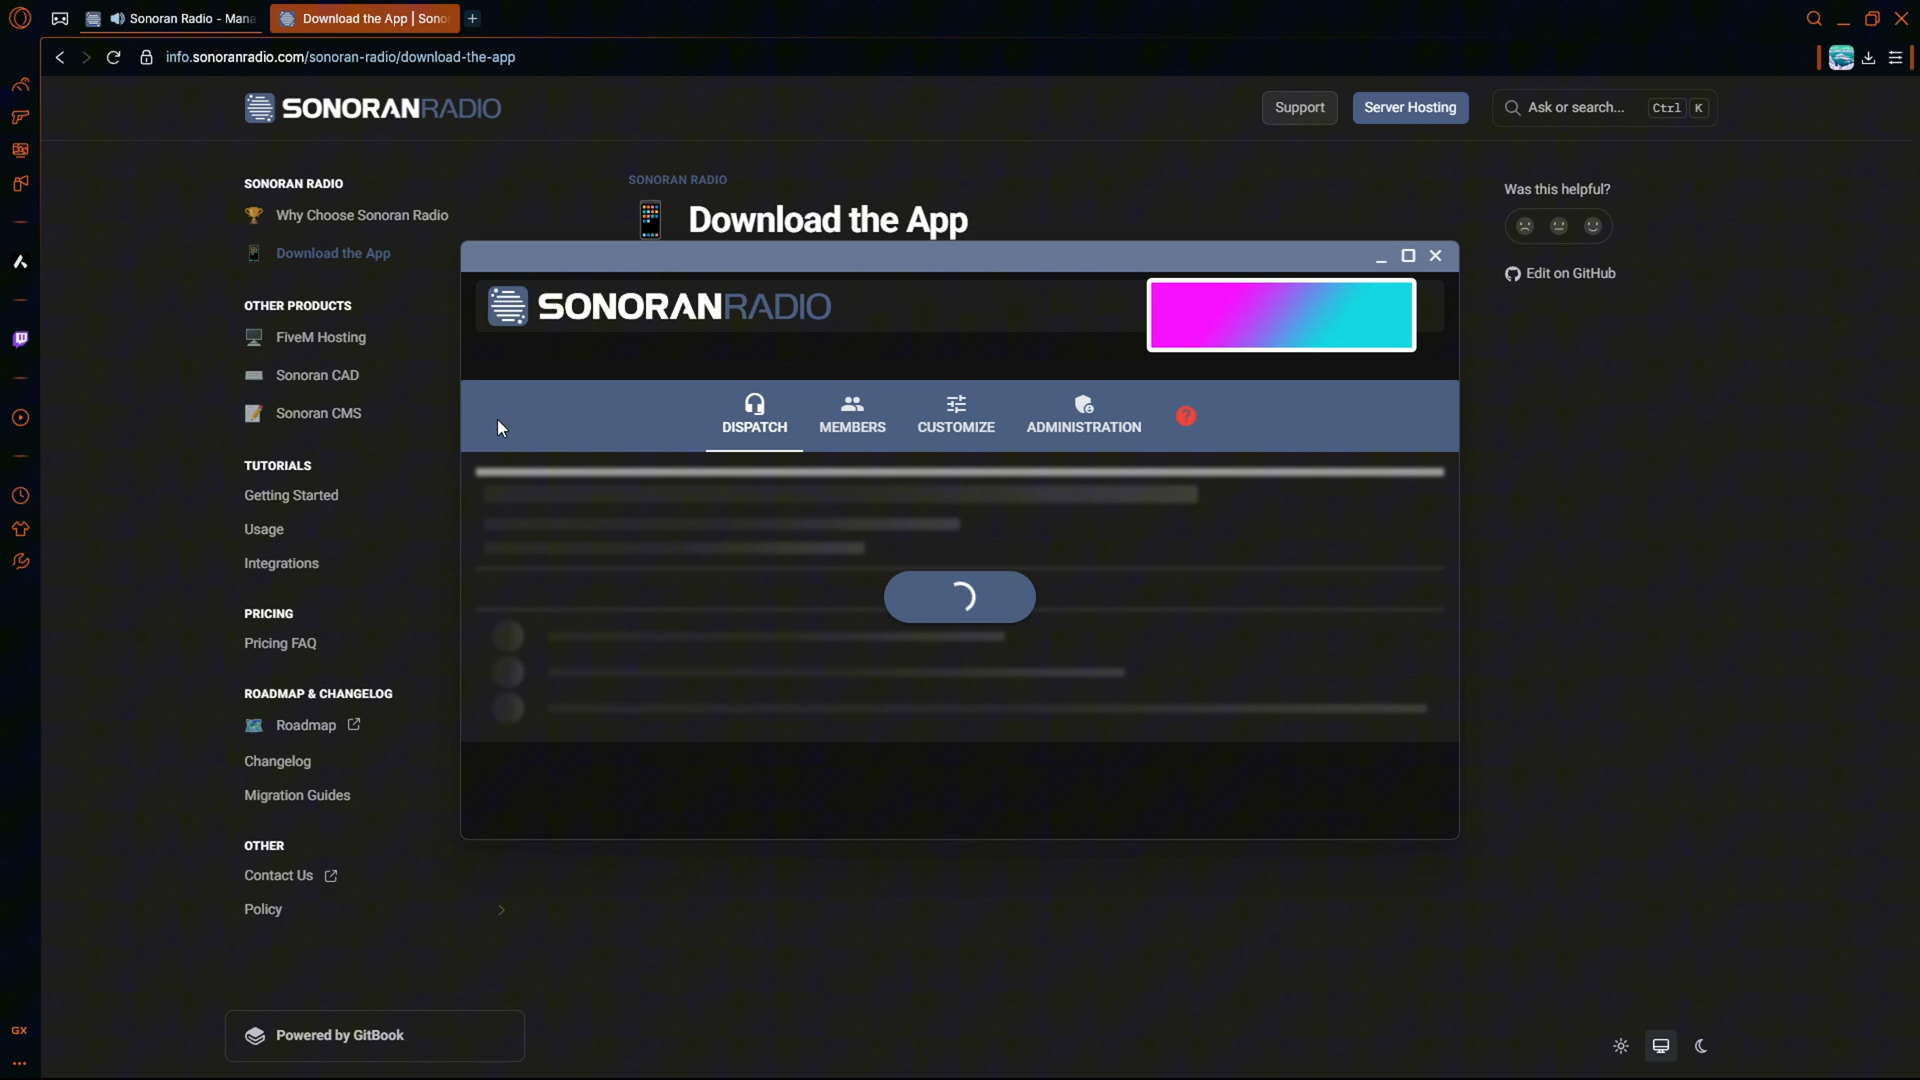 Sonoran Radio - Mana
Download the App | Sonor
info.sonoranradio.com/sonoran-radio/download-the-app
SONORANRADIO
Support
Server Hosting
Ask or search...
Ctrl K
SONORAN RADIO
Why Choose Sonoran Radio
Download the App
OTHER PRODUCTS
FiveM Hosting
Sonoran CAD
Sonoran CMS
TUTORIALS
Getting Started
Usage
Integrations
PRICING
Pricing FAQ
ROADMAP & CHANGELOG
Roadmap
Changelog
Migration Guides
OTHER
Contact Us
Policy
Powered by GitBook
SONORAN RADIO
Download the App
SONORANRADIO
DISPATCH
MEMBERS
CUSTOMIZE
ADMINISTRATION
?
Was this helpful?
Edit on GitHub
GX